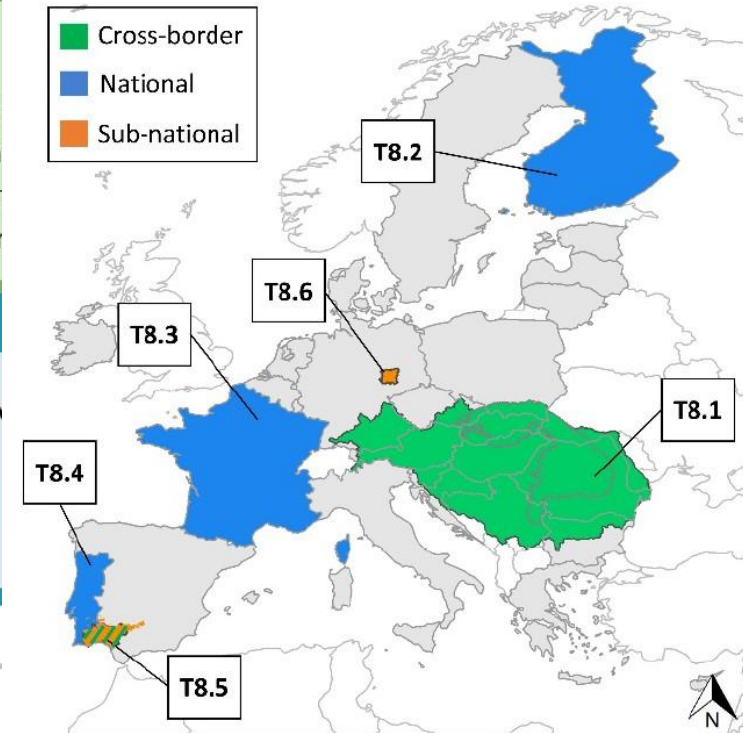 Cross-border
National
Sub-national
T8.2
T8.6
T8.3
T8.1
T8.4
T8.5
N